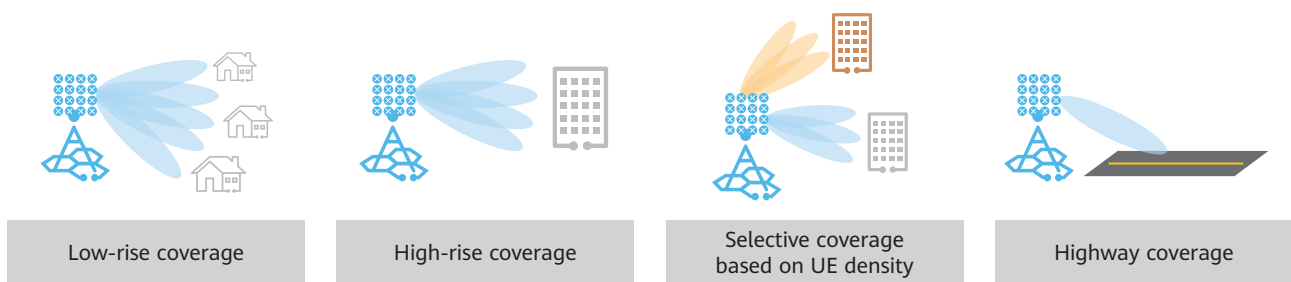 Low-rise coverage
High-rise coverage
Selective coverage
based on UE density
Highway coverage